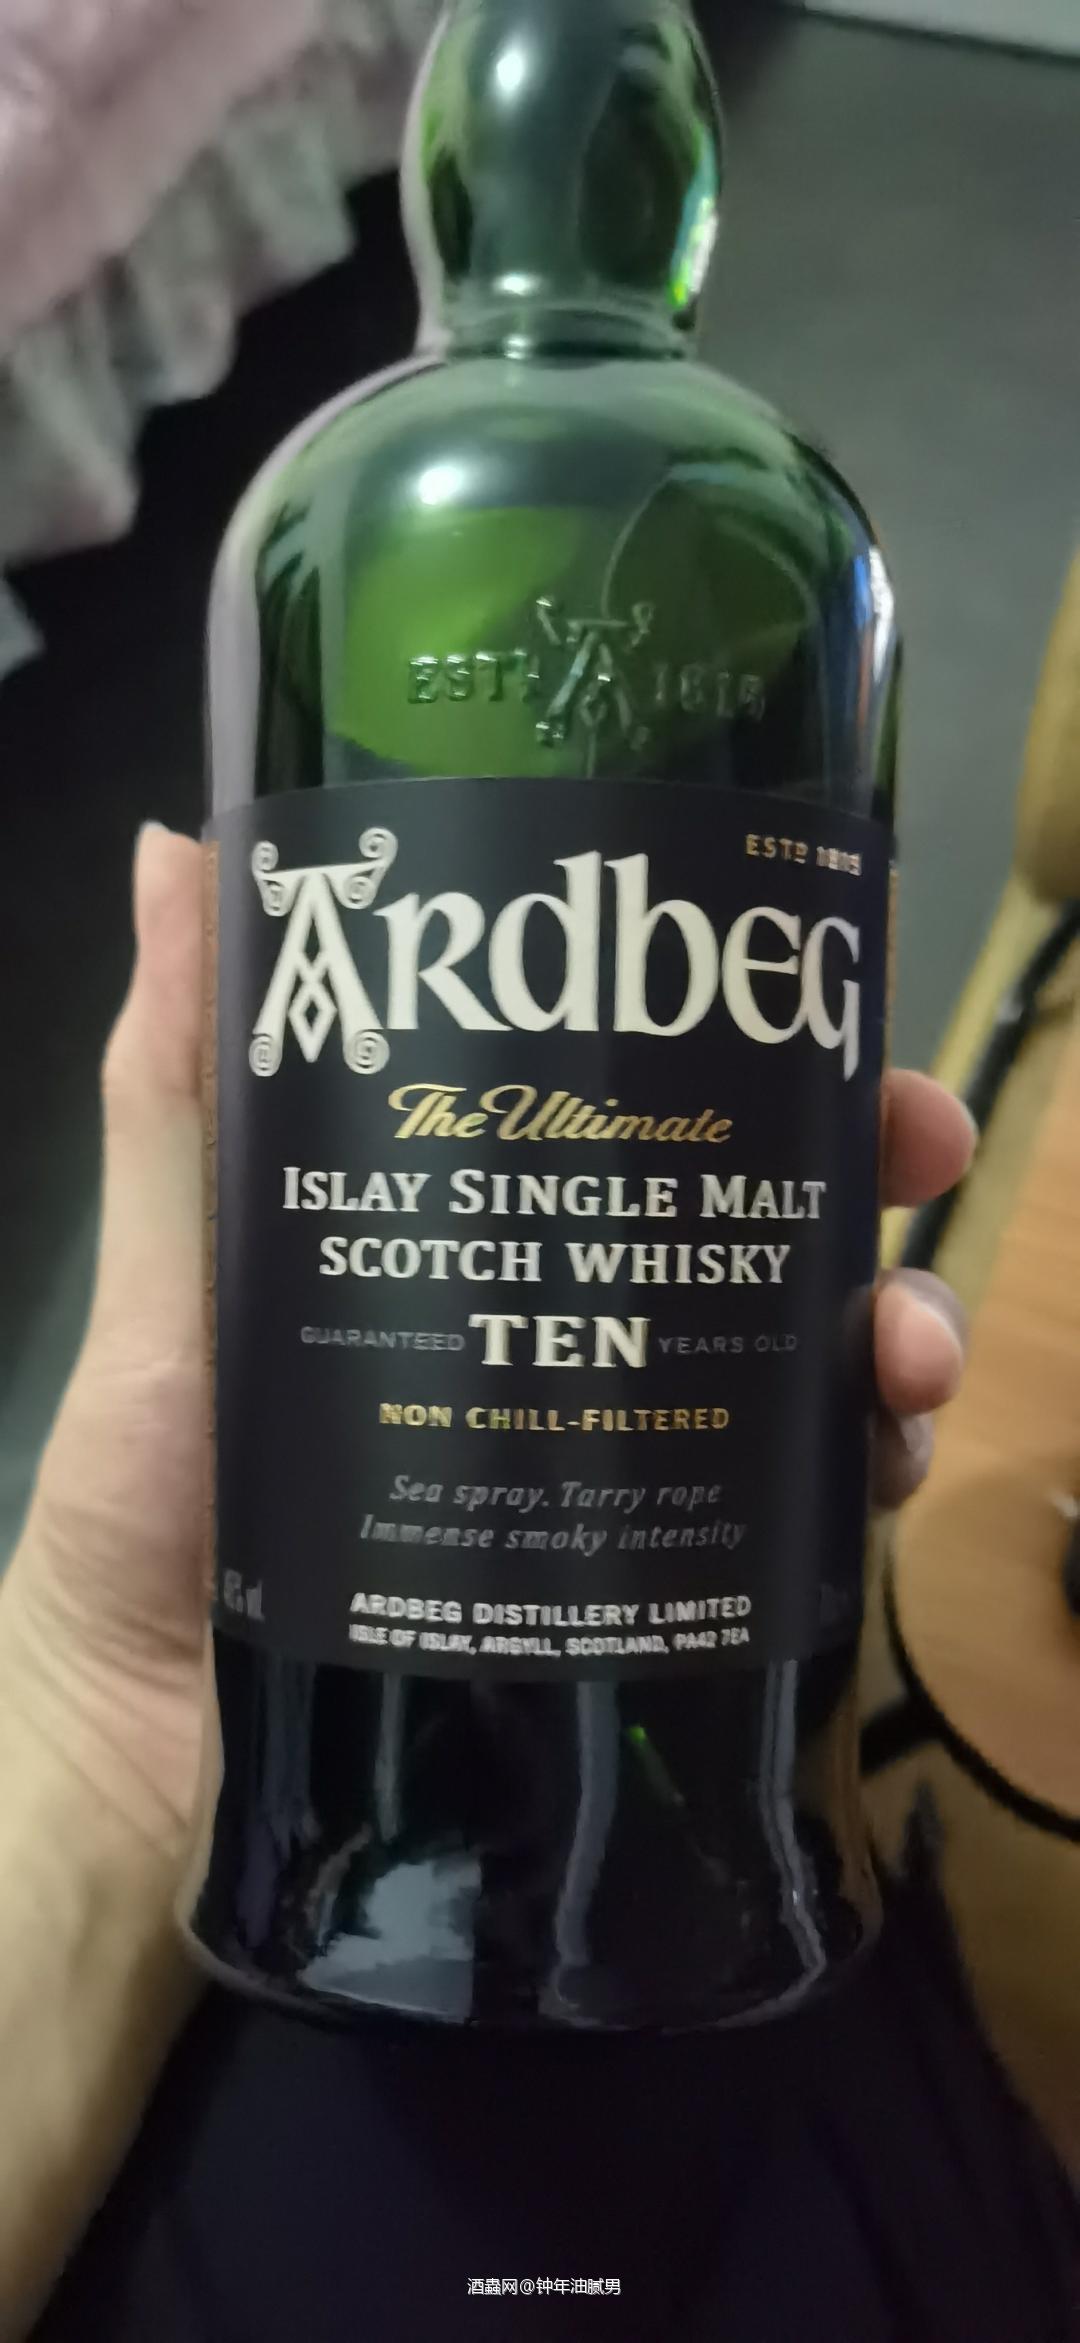 ESTD 1815
ESTD 1815
ARDBEG
The Ultimate
ISLAY SINGLE MALT
SCOTCH WHISKY
GUARANTEED TEN YEARS OLD
NON CHILL-FILTERED
Sea spray. Tarry rope
Immense smoky intensity
ARDBEG DISTILLERY LIMITED
ISLE OF ISLAY, ARGYLL, SCOTLAND, PA42 7EA
酒蟲网@钟年油腻男